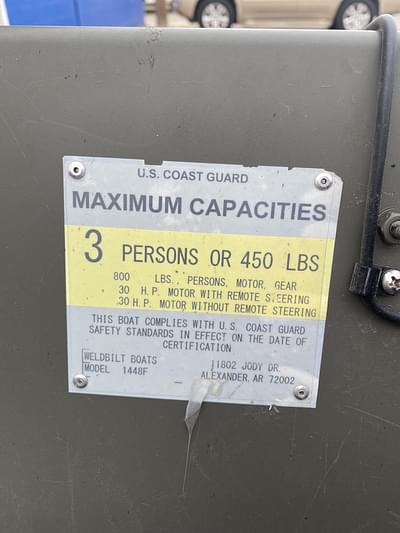 U.S. COAST GUARD
MAXIMUM CAPACITIES
3 PERSONS OR 450 LBS
800 LBS., PERSONS, MOTOR, GEAR
30 H.P. MOTOR WITH REMOTE STEERING
30 H.P. MOTOR WITHOUT REMOTE STEERING
THIS BOAT COMPLIES WITH U.S. COAST GUARD
SAFETY STANDARDS IN EFFECT ON THE DATE OF
CERTIFICATION
WELDBILT BOATS 11802 JODY DR.
MODEL 1448F ALEXANDER, AR 72002